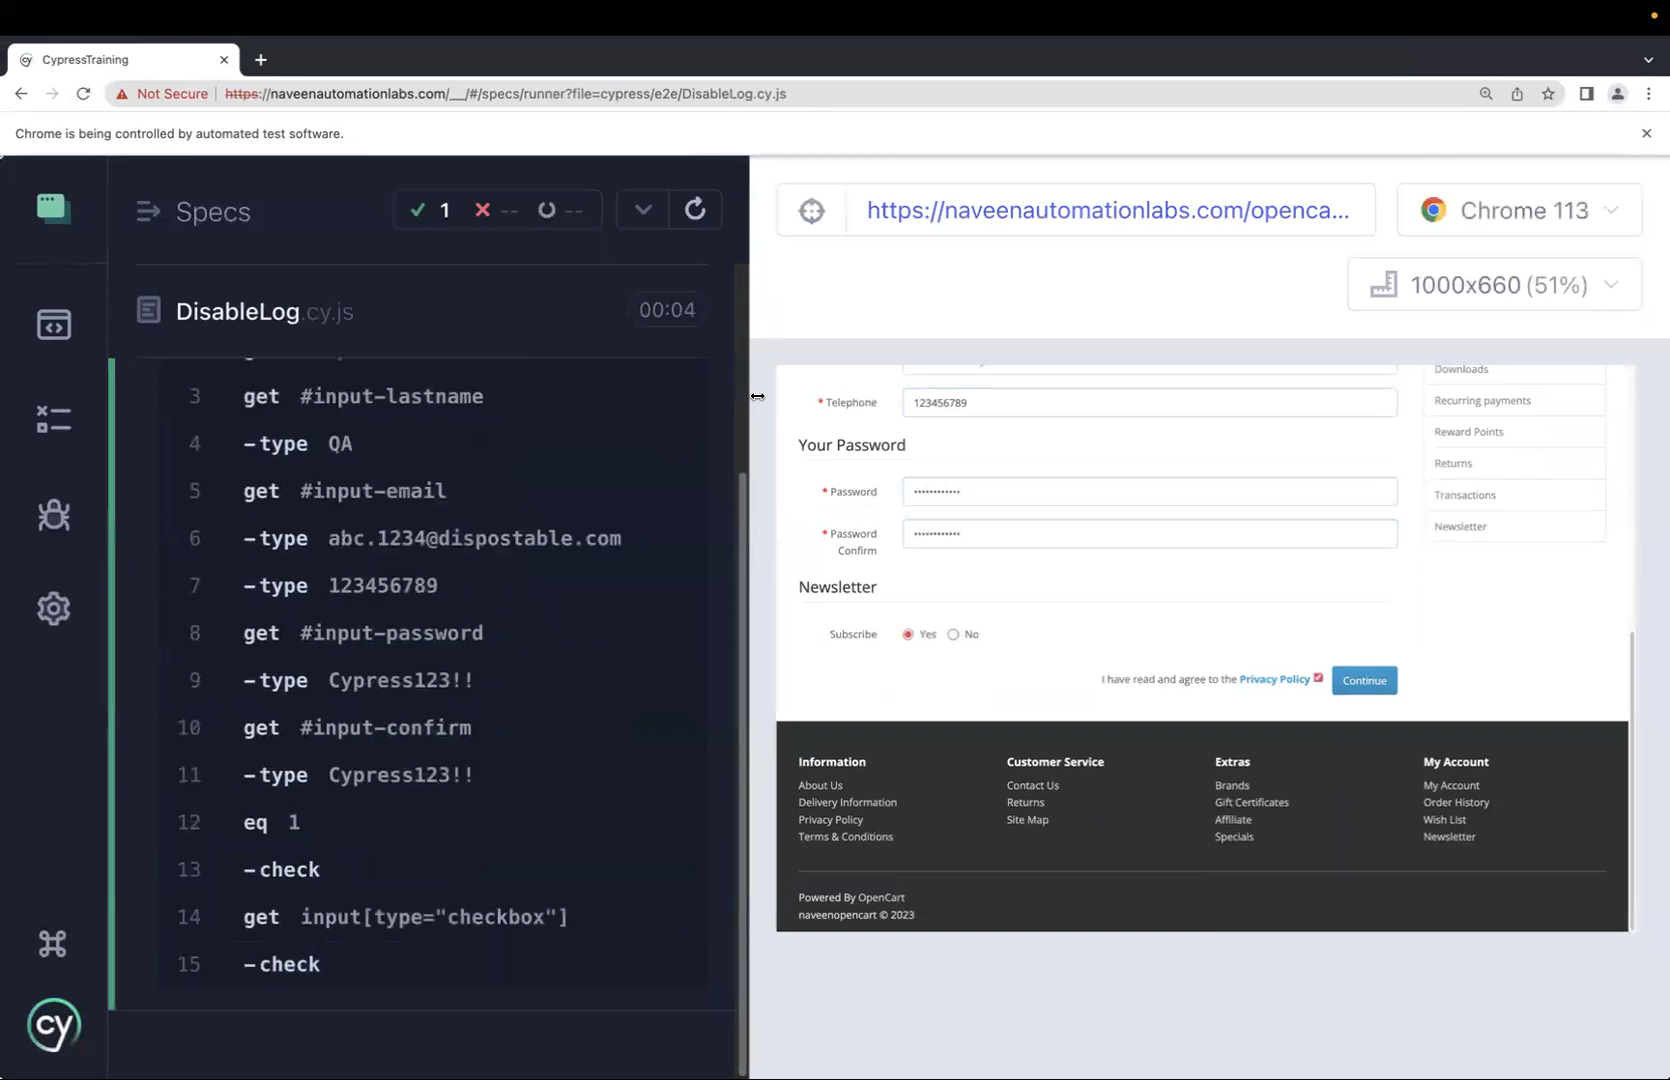 CypressTraining
Not Secure https://naveenautomationlabs.com/__/#/specs/runner?file=cypress/e2e/DisableLog.cy.js
Chrome is being controlled by automated test software.
Specs
1 -- --
DisableLog.cy.js 00:04
3 get #input-lastname
4 -type QA
5 get #input-email
6 -type abc.1234@dispostable.com
7 -type 123456789
8 get #input-password
9 -type Cypress123!!
10 get #input-confirm
11 -type Cypress123!!
12 eq 1
13 -check
14 get input[type="checkbox"]
15 -check
cy
https://naveenautomationlabs.com/openca...
Chrome 113
1000x660 (51%)
* Telephone 123456789
Your Password
* Password ••••••••••••
* Password Confirm ••••••••••••
Newsletter
Subscribe Yes No
I have read and agree to the Privacy Policy Continue
Downloads
Recurring payments
Reward Points
Returns
Transactions
Newsletter
Information
About Us
Delivery Information
Privacy Policy
Terms & Conditions
Customer Service
Contact Us
Returns
Site Map
Extras
Brands
Gift Certificates
Affiliate
Specials
My Account
My Account
Order History
Wish List
Newsletter
Powered By OpenCart
naveenopencart © 2023